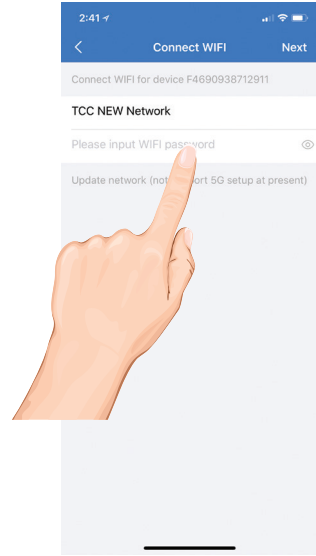 2:41
Connect WIFI
Next
Connect WIFI for device F4690938712911
TCC NEW Network
Please input WIFI password
Update network (not ort 5G setup at present)